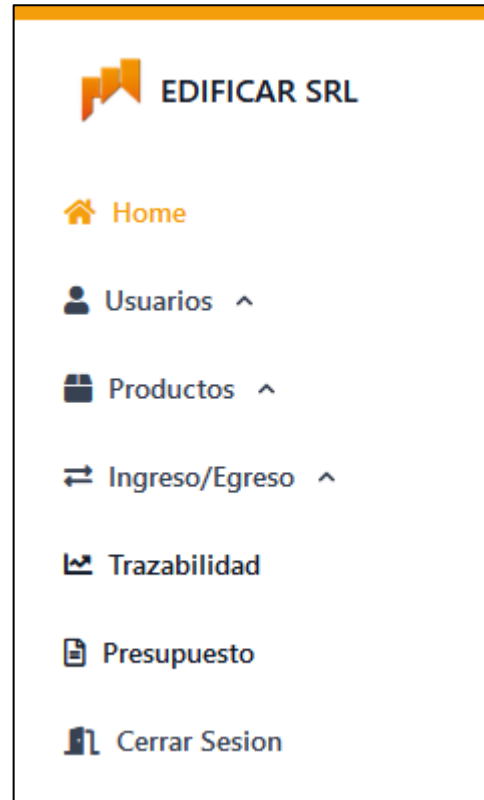 EDIFICAR SRL
Home
Usuarios
Productos
Ingreso/Egreso
Trazabilidad
Presupuesto
Cerrar Sesion